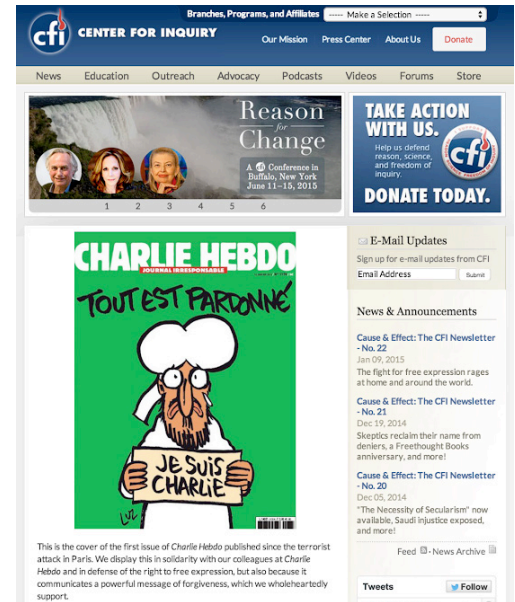 Branches, Programs, and Affiliates
----- Make a Selection -----
cfi
CENTER FOR INQUIRY
Our Mission
Press Center
About Us
Donate
News
Education
Outreach
Advocacy
Podcasts
Videos
Forums
Store
Reason
for
Change
A cfi Conference in
Buffalo, New York
June 11–15, 2015
1 2 3 4 5 6
TAKE ACTION
WITH US.
Help us defend
reason, science,
and freedom of
inquiry.
cfi
DONATE TODAY.
CHARLIE HEBDO
JOURNAL IRRESPONSABLE
TOUT EST PARDONNÉ
JE SUIS
CHARLIE
Luz
This is the cover of the first issue of Charlie Hebdo published since the terrorist
attack in Paris. We display this in solidarity with our colleagues at Charlie
Hebdo and in defense of the right to free expression, but also because it
communicates a powerful message of forgiveness, which we wholeheartedly
support.
E-Mail Updates
Sign up for e-mail updates from CFI
Email Address
Submit
News & Announcements
Cause & Effect: The CFI Newsletter
- No. 22
Jan 09, 2015
The fight for free expression rages
at home and around the world.
Cause & Effect: The CFI Newsletter
- No. 21
Dec 19, 2014
Skeptics reclaim their name from
deniers, a Freethought Books
anniversary, and more!
Cause & Effect: The CFI Newsletter
- No. 20
Dec 05, 2014
"The Necessity of Secularism" now
available, Saudi injustice exposed,
and more!
Feed - News Archive
Tweets
Follow